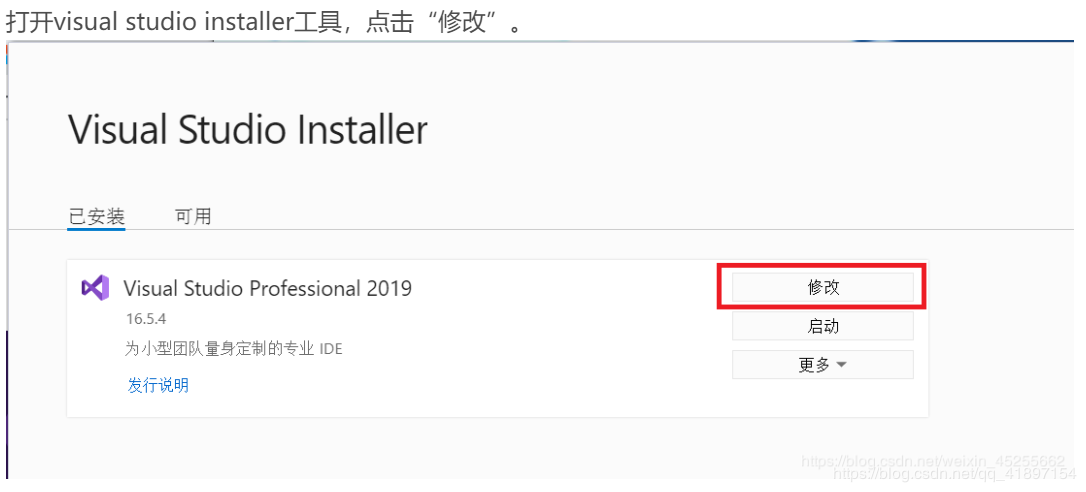 打开visual studio installer工具，点击“修改”。
Visual Studio Installer
已安装 可用
Visual Studio Professional 2019
修改
16.5.4
启动
为小型团队量身定制的专业 IDE
更多
发行说明
https://blog.csdn.net/weixin_45255662
https://blog.csdn.net/qq_41897154